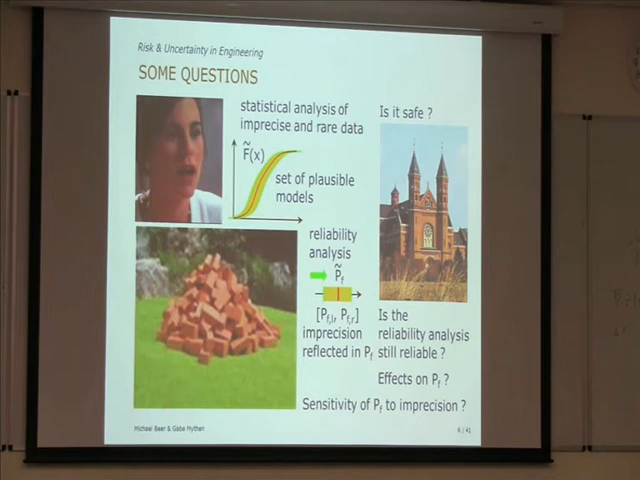 Risk & Uncertainty in Engineering
SOME QUESTIONS
statistical analysis of
imprecise and rare data
F̃(x)
set of plausible
models
Is it safe ?
reliability
analysis
P̃f
[Pf,l, Pf,r]
imprecision
reflected in Pf
Is the
reliability analysis
still reliable ?
Effects on Pf ?
Sensitivity of Pf to imprecision ?
Michael Beer & Gabe Mythen
6 / 41